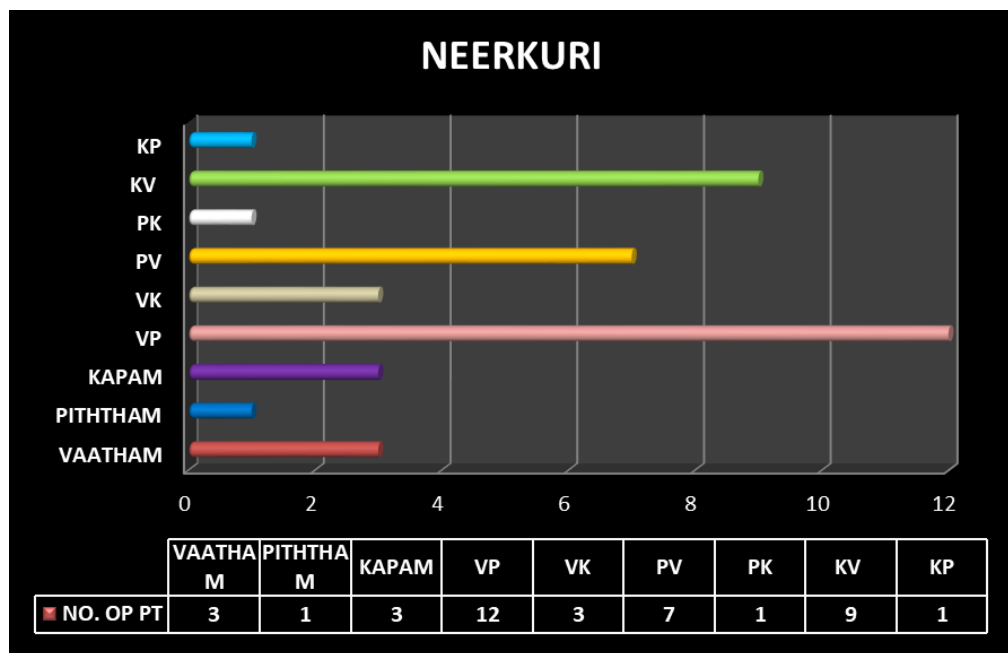 NEERKURI
KP
KV
PK
PV
VK
VP
KAPAM
PITHTHAM
VAATHAM
0 2 4 6 8 10 12
VAATHA PITHTHA KAPAM VP VK PV PK KV KP
M M
NO. OP PT 3 1 3 12 3 7 1 9 1